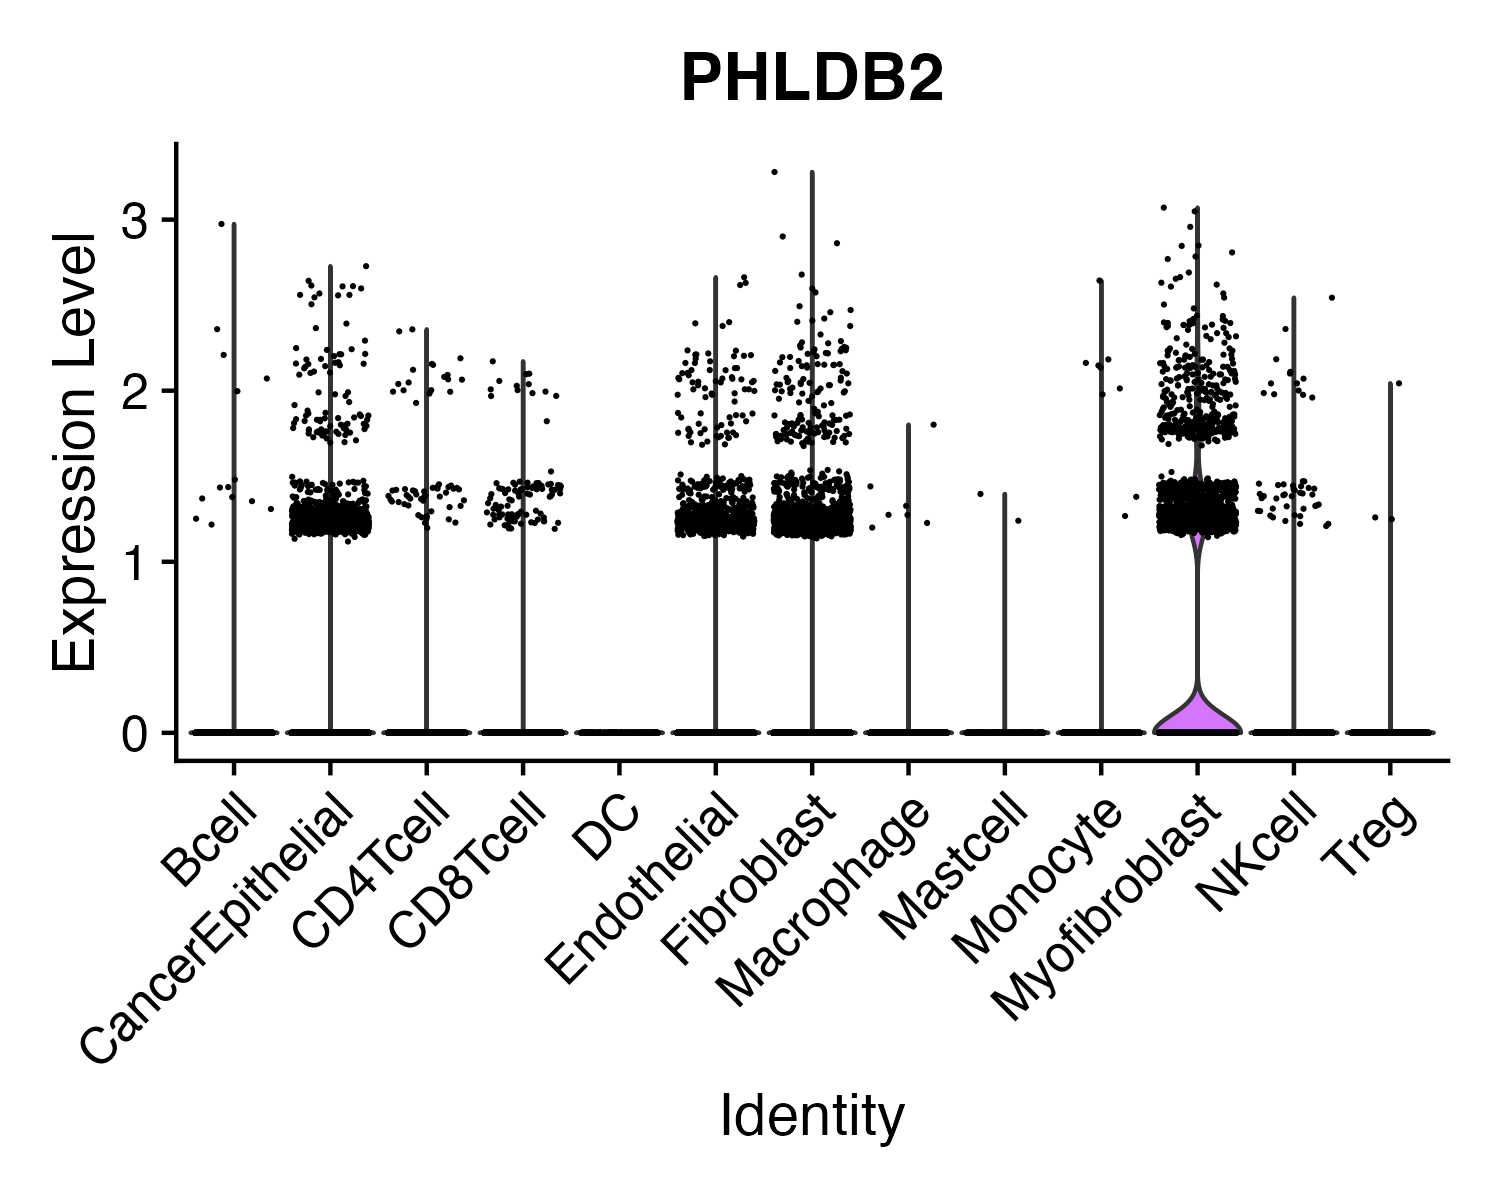 PHLDB2
Expression Level
3
2
1
0
Bcell
CancerEpithelial
CD4Tcell
CD8Tcell
DC
Endothelial
Fibroblast
Macrophage
Mastcell
Monocyte
Myofibroblast
NKcell
Treg
Identity